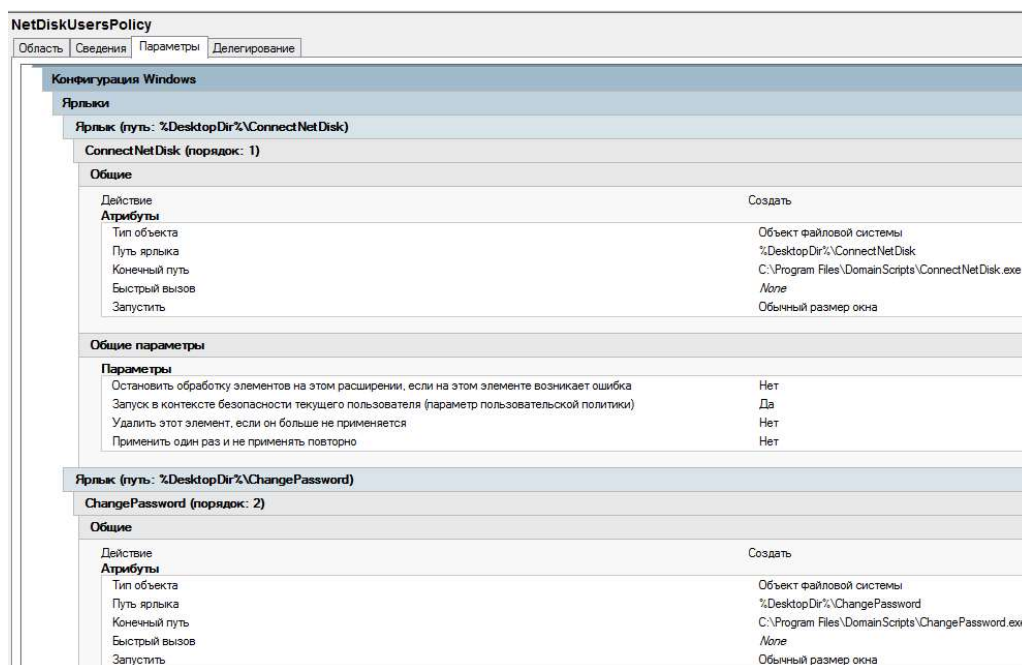 NetDiskUsersPolicy
Область Сведения Параметры Делегирование
Конфигурация Windows
Ярлыки
Ярлык (путь: %DesktopDir%\ConnectNetDisk)
ConnectNetDisk (порядок: 1)
Общие
Действие Создать
Атрибуты
Тип объекта Объект файловой системы
Путь ярлыка %DesktopDir%\ConnectNetDisk
Конечный путь C:\Program Files\DomainScripts\ConnectNetDisk.exe
Быстрый вызов None
Запустить Обычный размер окна
Общие параметры
Параметры
Остановить обработку элементов на этом расширении, если на этом элементе возникает ошибка Нет
Запуск в контексте безопасности текущего пользователя (параметр пользовательской политики) Да
Удалить этот элемент, если он больше не применяется Нет
Применить один раз и не применять повторно Нет
Ярлык (путь: %DesktopDir%\ChangePassword)
ChangePassword (порядок: 2)
Общие
Действие Создать
Атрибуты
Тип объекта Объект файловой системы
Путь ярлыка %DesktopDir%\ChangePassword
Конечный путь C:\Program Files\DomainScripts\ChangePassword.exe
Быстрый вызов None
Запустить Обычный размер окна